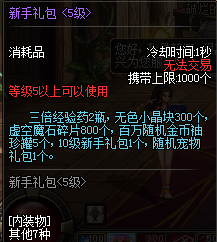 新手礼包<5级>
消耗品
冷却时间1秒
无法交易
携带上限1000个
等级5以上可以使用
三倍经验药2瓶，无色小晶块300个，
虚空魔石碎片800个，百万随机金币袖
珍罐5个，10级新手礼包1个，随机宠物
礼包1个。
新手礼包<5级>
[内装物]
其他7种